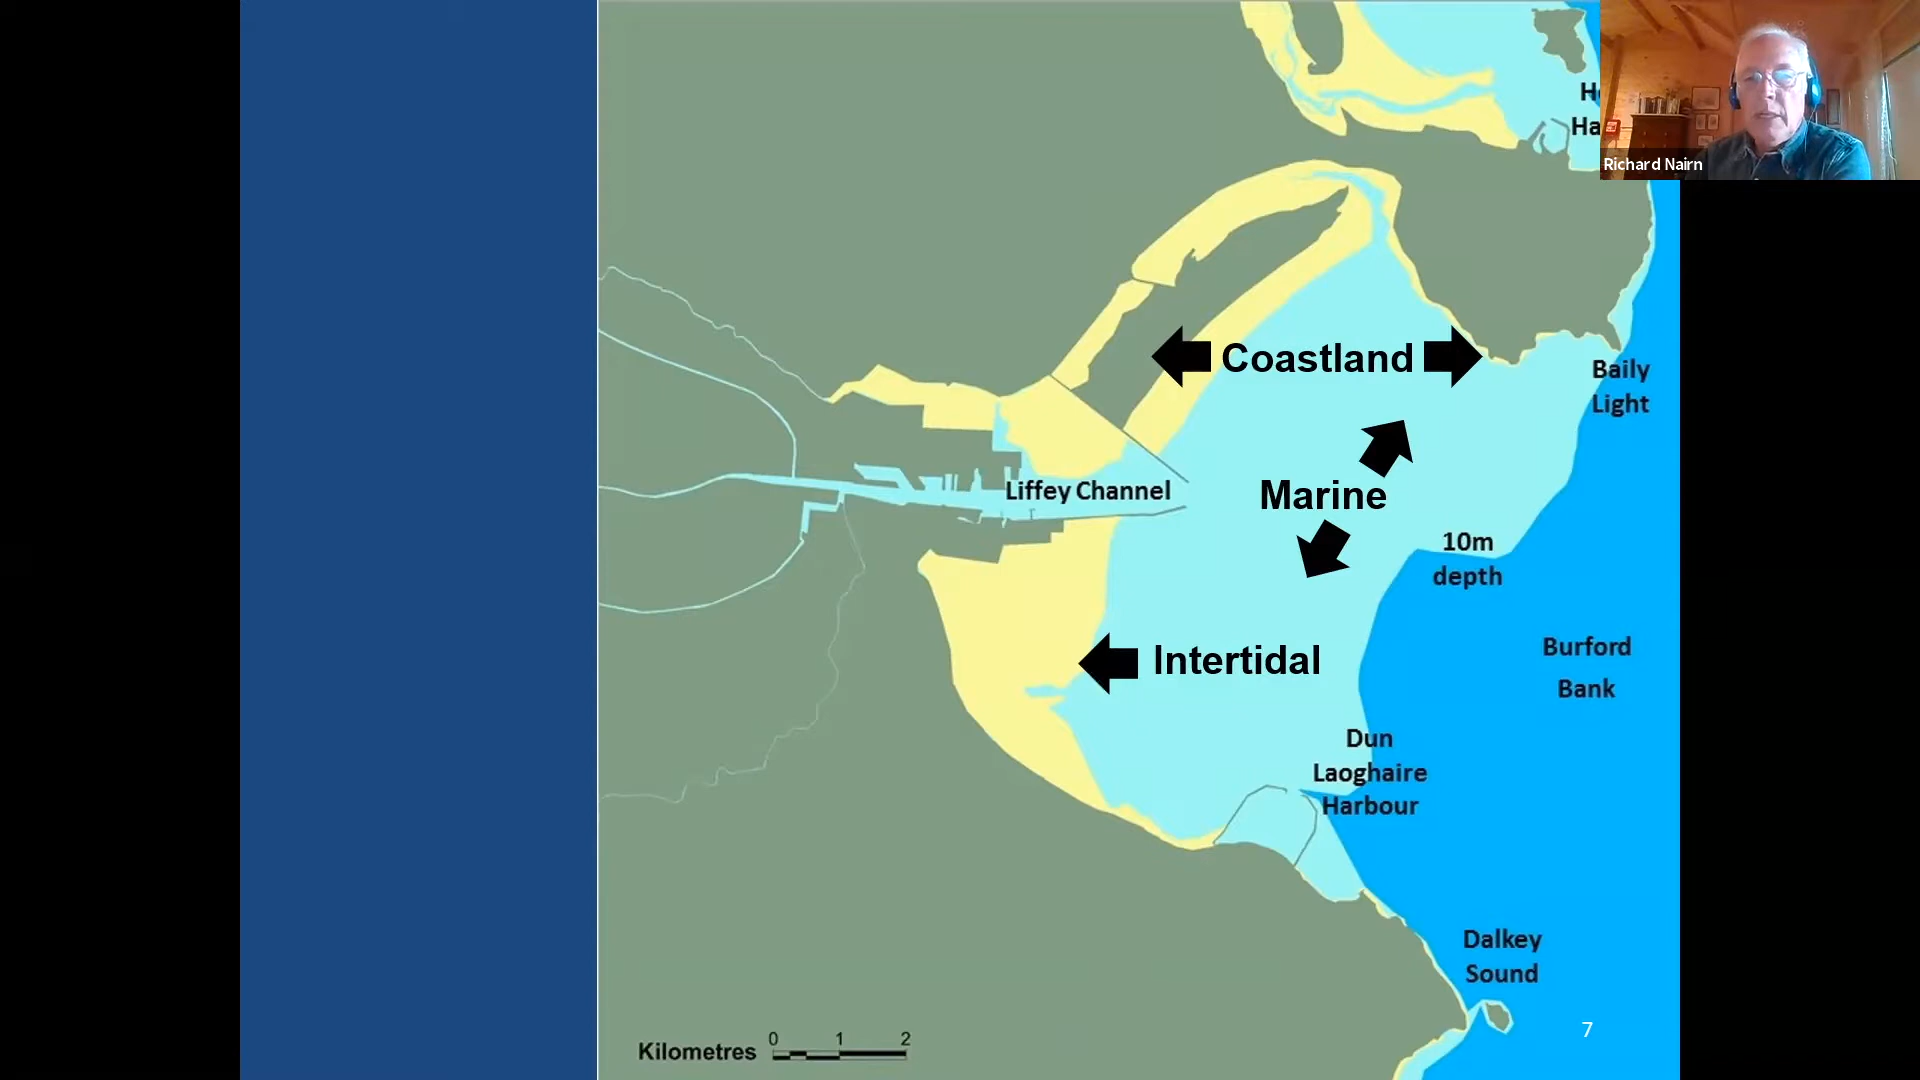 Richard Nairn
Coastland
Baily
Light
Liffey Channel
Marine
10m
depth
Intertidal
Burford
Bank
Dun
Laoghaire
Harbour
Dalkey
Sound
7
Kilometres 0 1 2